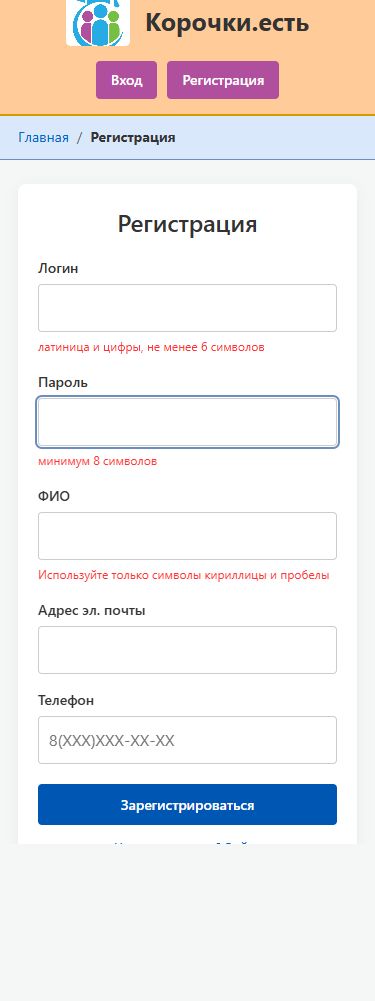 Корочки.есть
Вход Регистрация
Главная / Регистрация
Регистрация
Логин
латиница и цифры, не менее 6 символов
Пароль
минимум 8 символов
ФИО
Используйте только символы кириллицы и пробелы
Адрес эл. почты
Телефон
8(XXX)XXX-XX-XX
Зарегистрироваться